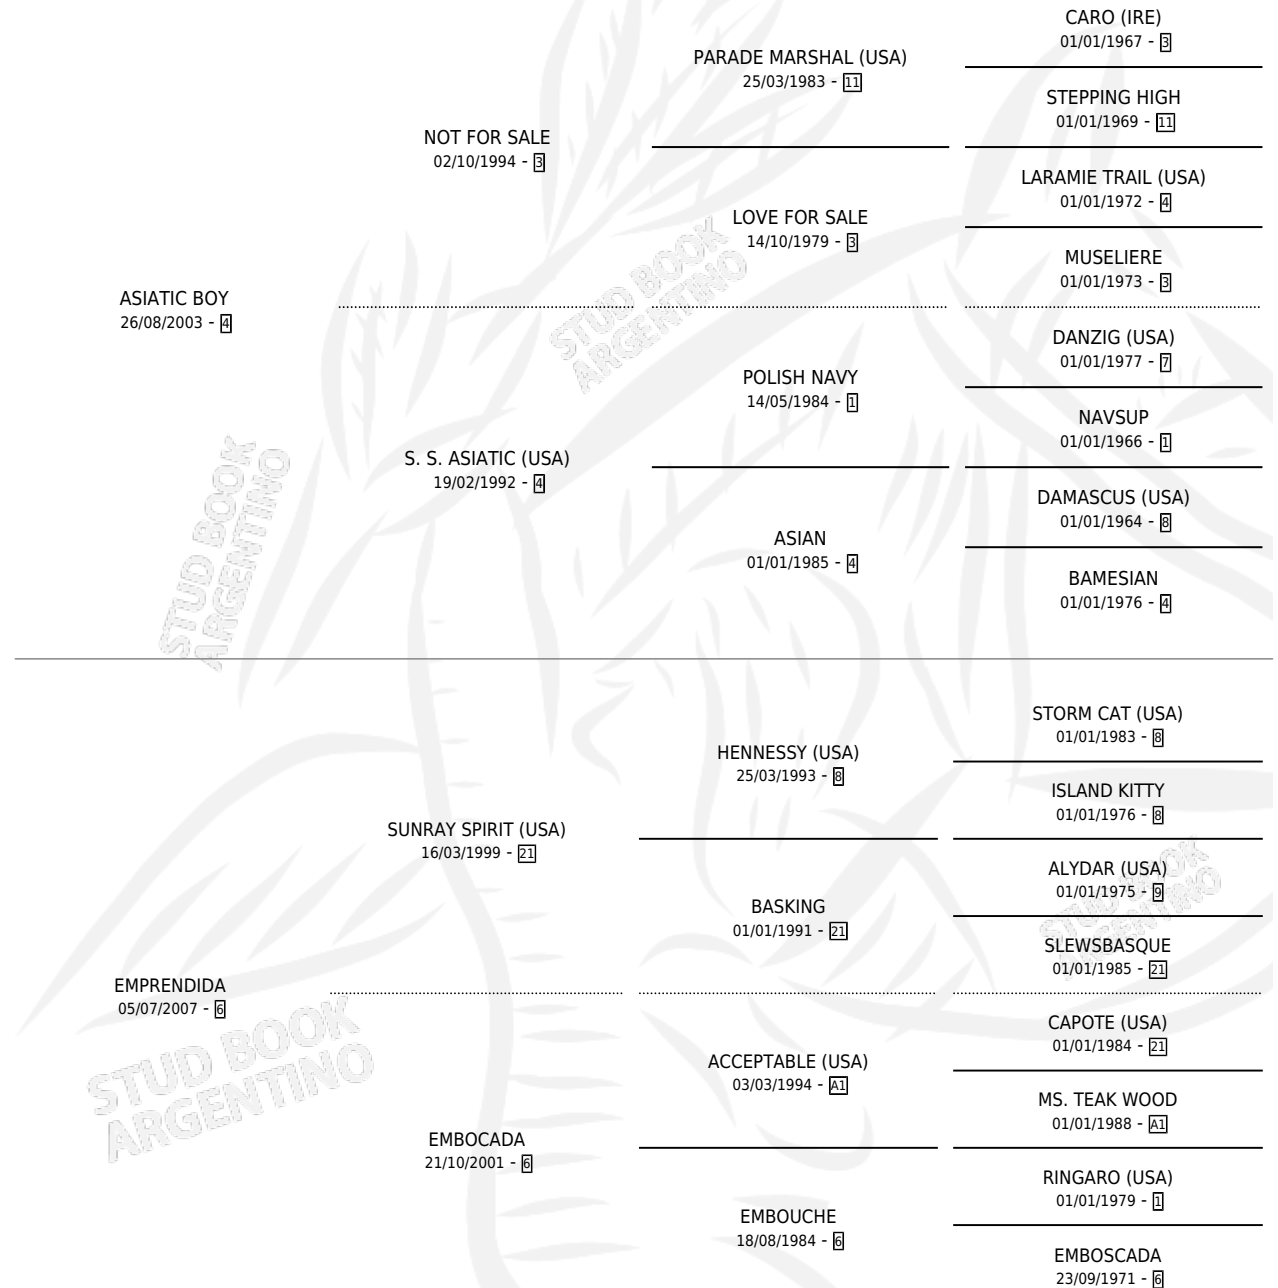 CARO (IRE)
01/01/1967 - 3
PARADE MARSHAL (USA)
25/03/1983 - 11
STEPPING HIGH
01/01/1969 - 11
NOT FOR SALE
02/10/1994 - 3
LARAMIE TRAIL (USA)
01/01/1972 - 4
LOVE FOR SALE
14/10/1979 - 3
MUSELIERE
01/01/1973 - 3
ASIATIC BOY
26/08/2003 - 4
DANZIG (USA)
01/01/1977 - 7
POLISH NAVY
14/05/1984 - 1
NAVSUP
01/01/1966 - 1
S. S. ASIATIC (USA)
19/02/1992 - 4
DAMASCUS (USA)
01/01/1964 - 8
ASIAN
01/01/1985 - 4
BAMESIAN
01/01/1976 - 4
STORM CAT (USA)
01/01/1983 - 8
HENNESSY (USA)
25/03/1993 - 8
ISLAND KITTY
01/01/1976 - 8
SUNRAY SPIRIT (USA)
16/03/1999 - 21
ALYDAR (USA)
01/01/1975 - 9
BASKING
01/01/1991 - 21
SLEWSBASQUE
01/01/1985 - 21
EMPRENDIDA
05/07/2007 - 6
CAPOTE (USA)
01/01/1984 - 21
ACCEPTABLE (USA)
03/03/1994 - A1
MS. TEAK WOOD
01/01/1988 - A1
EMBOCADA
21/10/2001 - 6
RINGARO (USA)
01/01/1979 - 1
EMBOUCHE
18/08/1984 - 6
EMBOSCADA
23/09/1971 - 6
STUD BOOK
ARGENTINO
STUD BOOK
ARGENTINO
STUD BOOK
ARGENTINO
STUD BOOK
ARGENTINO